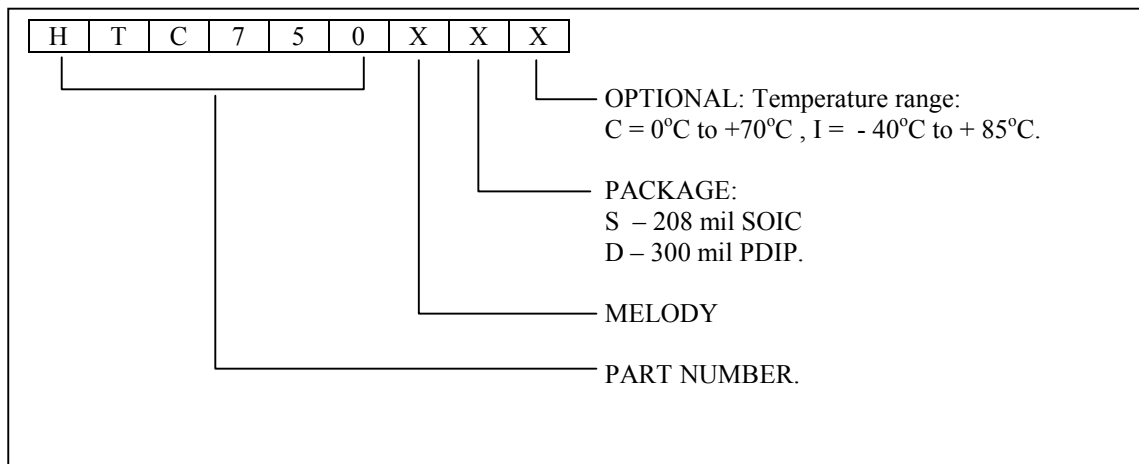 H T C 7 5 0 X X X
OPTIONAL: Temperature range:
C = 0°C to +70°C , I = - 40°C to + 85°C.
PACKAGE:
S – 208 mil SOIC
D – 300 mil PDIP.
MELODY
PART NUMBER.